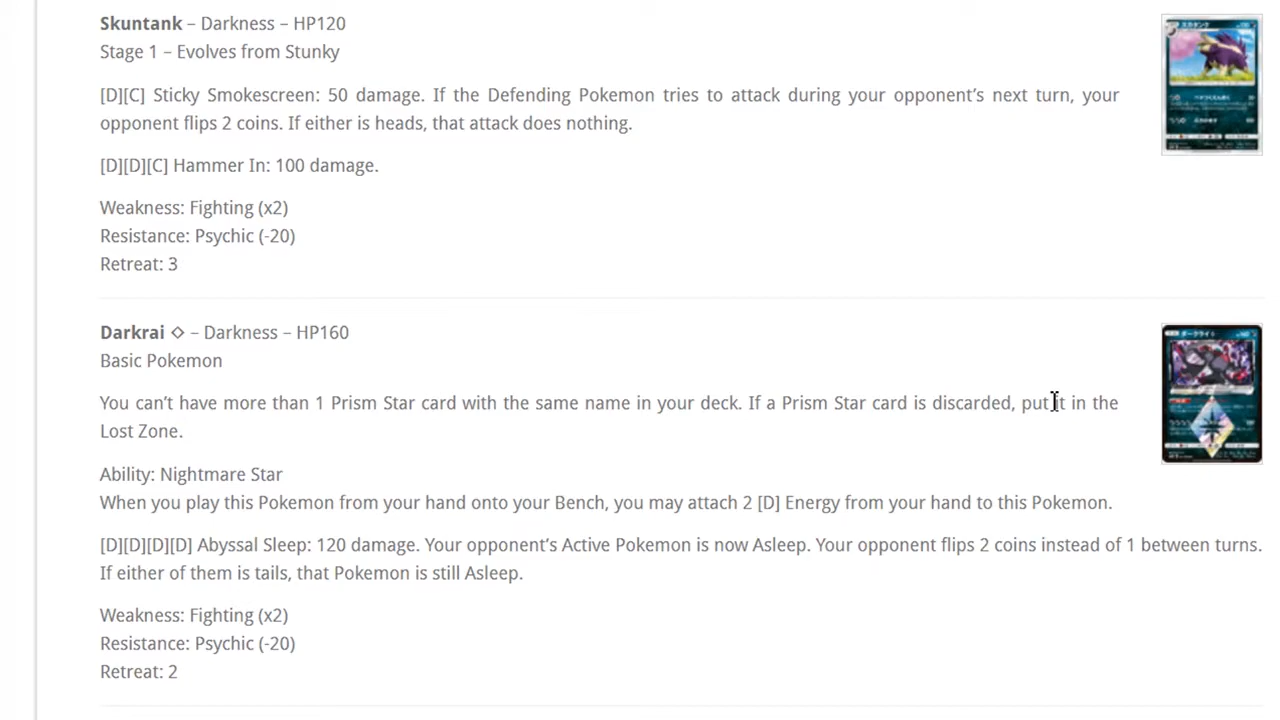 Skuntank – Darkness – HP120
Stage 1 – Evolves from Stunky
[D][C] Sticky Smokescreen: 50 damage. If the Defending Pokemon tries to attack during your opponent’s next turn, your
opponent flips 2 coins. If either is heads, that attack does nothing.
[D][D][C] Hammer In: 100 damage.
Weakness: Fighting (x2)
Resistance: Psychic (-20)
Retreat: 3
Darkrai ◇ – Darkness – HP160
Basic Pokemon
You can’t have more than 1 Prism Star card with the same name in your deck. If a Prism Star card is discarded, put it in the
Lost Zone.
Ability: Nightmare Star
When you play this Pokemon from your hand onto your Bench, you may attach 2 [D] Energy from your hand to this Pokemon.
[D][D][D][D] Abyssal Sleep: 120 damage. Your opponent’s Active Pokemon is now Asleep. Your opponent flips 2 coins instead of 1 between turns.
If either of them is tails, that Pokemon is still Asleep.
Weakness: Fighting (x2)
Resistance: Psychic (-20)
Retreat: 2